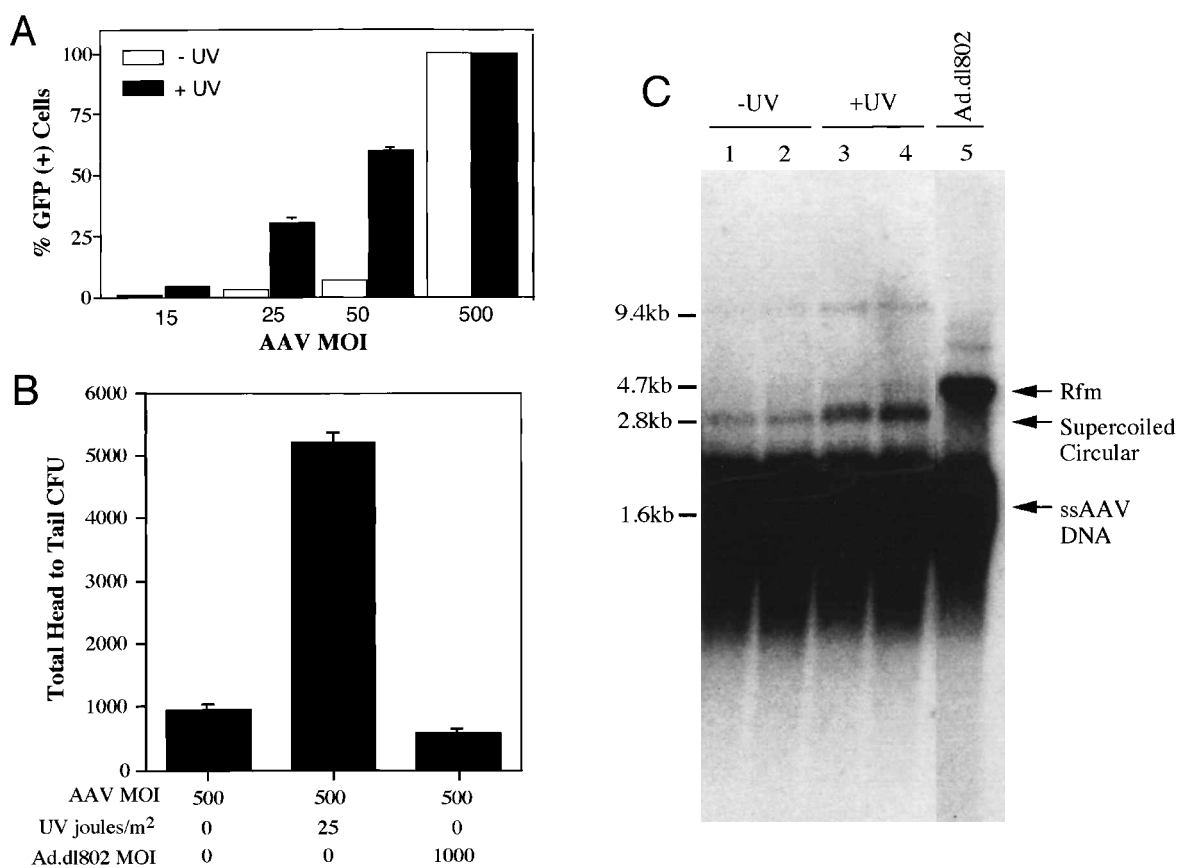 A
% GFP (+) Cells
100
75
50
25
0
- UV
+ UV
15 25 50 500
AAV MOI
B
Total Head to Tail CFU
6000
5000
4000
3000
2000
1000
0
AAV MOI 500 500 500
UV joules/m² 0 25 0
Ad.dl802 MOI 0 0 1000
C
-UV +UV Ad.dl802
1 2 3 4 5
9.4kb
4.7kb
2.8kb
1.6kb
Rfm
Supercoiled
Circular
ssAAV
DNA